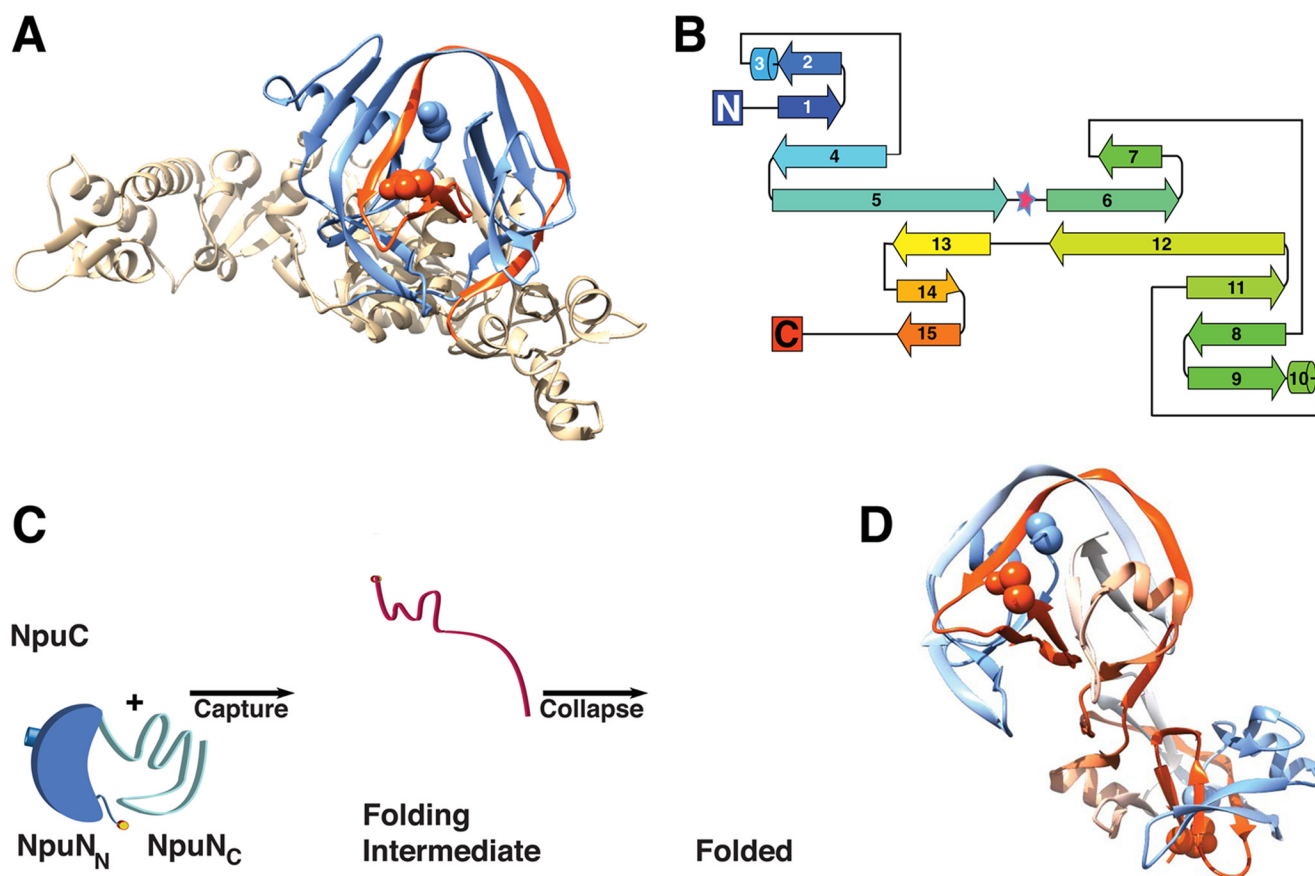 A
B
3
2
N
1
4
7
5
6
13
12
14
11
C
15
8
9
10
C
D
NpuC
+
Capture
Collapse
Folding
Intermediate
NpuNN
NpuNC
Folded